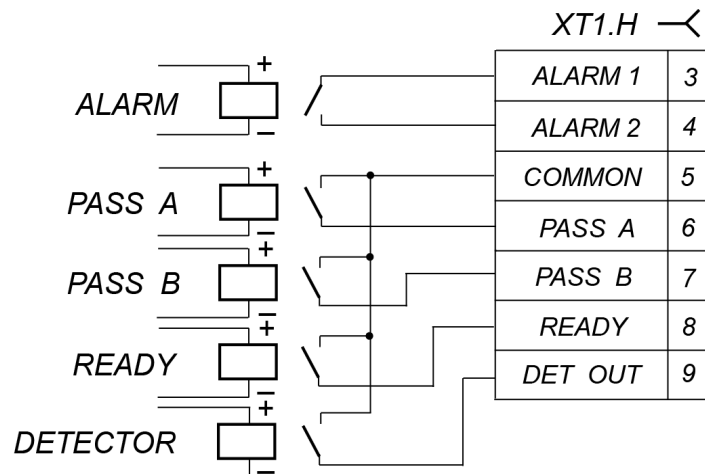 XT1.H
ALARM + −
ALARM 1 3
ALARM 2 4
PASS A + −
COMMON 5
PASS A 6
PASS B + −
PASS B 7
READY + −
READY 8
DETECTOR + −
DET OUT 9